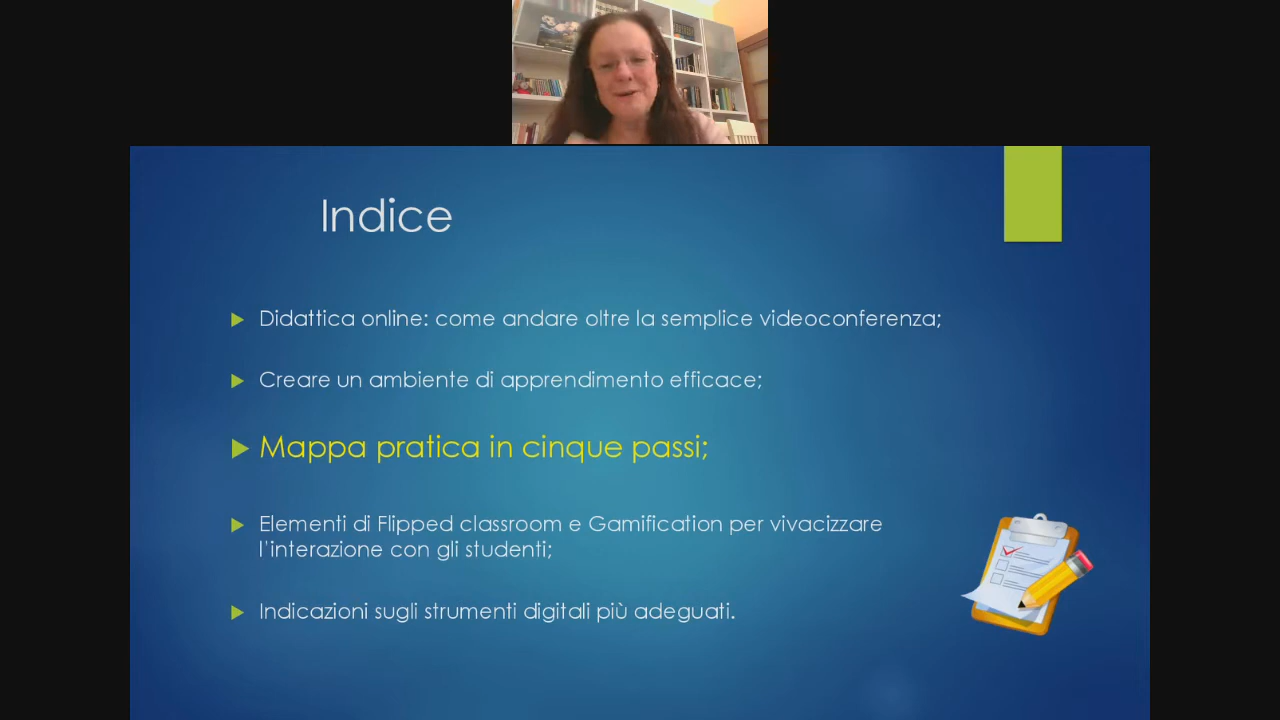 Indice
Didattica online: come andare oltre la semplice videoconferenza;
Creare un ambiente di apprendimento efficace;
Mappa pratica in cinque passi;
Elementi di Flipped classroom e Gamification per vivacizzare
l'interazione con gli studenti;
Indicazioni sugli strumenti digitali più adeguati.